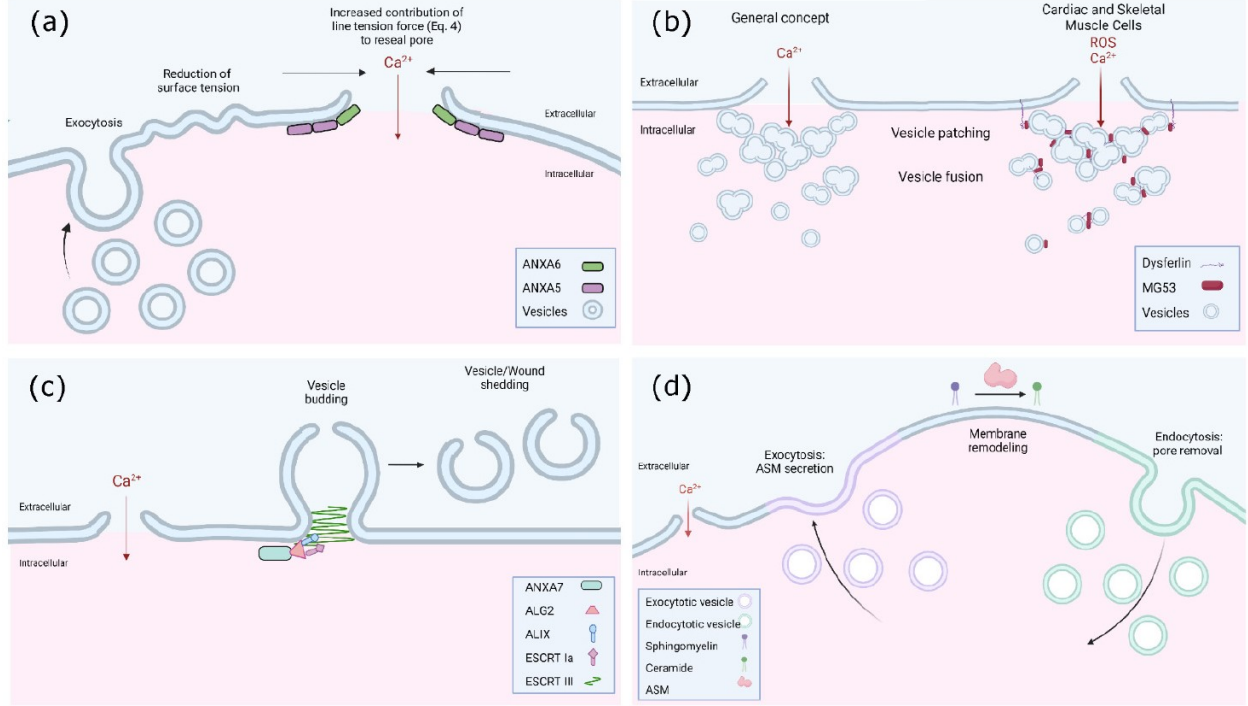 (a)
Increased contribution of
line tension force (Eq. 4)
to reseal pore
Ca²⁺
Reduction of
surface tension
Exocytosis
Extracellular
Intracellular
ANXA6
ANXA5
Vesicles
(b)
General concept
Ca²⁺
Cardiac and Skeletal
Muscle Cells
ROS
Ca²⁺
Extracellular
Intracellular
Vesicle patching
Vesicle fusion
Dysferlin
MG53
Vesicles
(c)
Vesicle
budding
Vesicle/Wound
shedding
Ca²⁺
Extracellular
Intracellular
ANXA7
ALG2
ALIX
ESCRT Ia
ESCRT III
(d)
Membrane
remodeling
Exocytosis:
ASM secretion
Endocytosis:
pore removal
Extracellular
Ca²⁺
Intracellular
Exocytotic vesicle
Endocytotic vesicle
Sphingomyelin
Ceramide
ASM